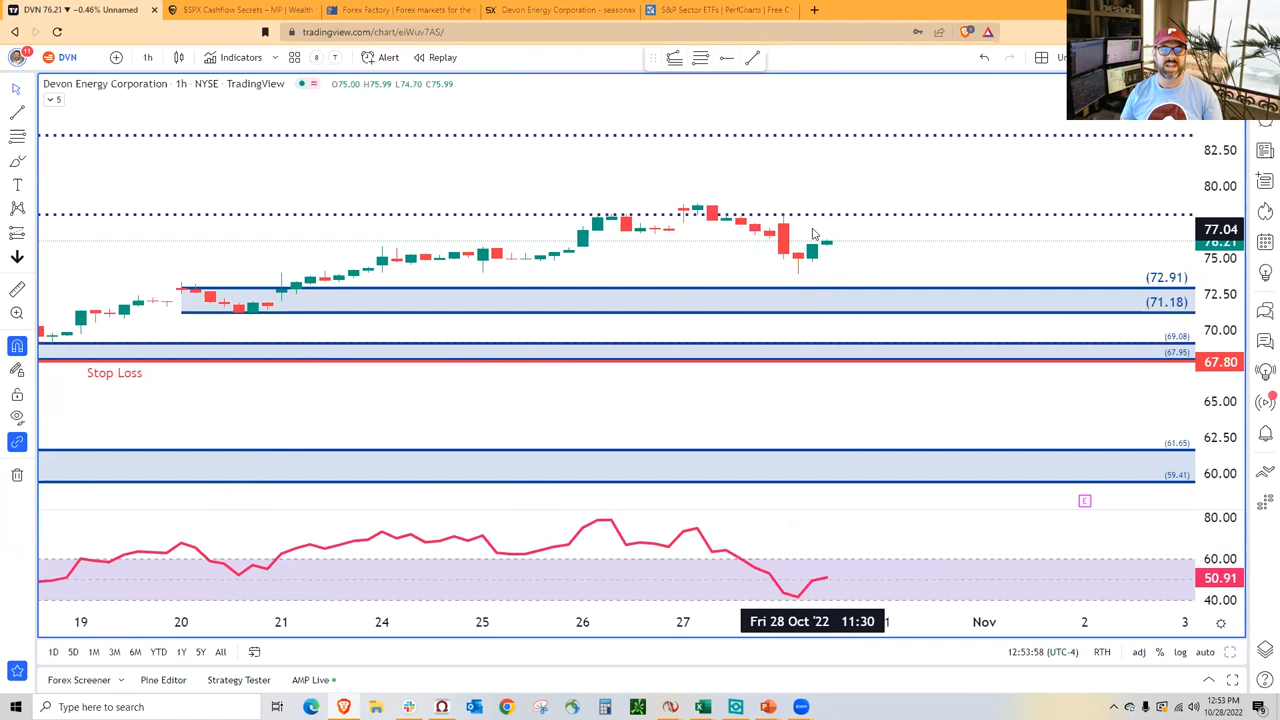 DVN 76.21 ▼ −0.46% Unnamed
$SPX Cashflow Secrets – MP | Wealth
Forex Factory | Forex markets for the
Devon Energy Corporation - seasonax
S&P Sector ETFs | PerfCharts | Free C
tradingview.com/chart/eiWuv7AS/
1
11
DVN
1h
Indicators
8
T
Alert
Replay
Devon Energy Corporation · 1h · NYSE · TradingView
O75.00 H75.99 L74.70 C75.99
5
82.50
80.00
77.04
76.21
75.00
(72.91)
72.50
(71.18)
70.00
(69.08)
(67.95)
67.80
Stop Loss
65.00
62.50
(61.65)
60.00
(59.41)
E
80.00
60.00
50.91
40.00
19
20
21
24
25
26
27
Fri 28 Oct '22 11:30
Nov
2
3
1D 5D 1M 3M 6M YTD 1Y 5Y All
12:53:58 (UTC-4)
RTH
adj % log auto
Forex Screener
Pine Editor
Strategy Tester
AMP Live
Type here to search
12:53 PM
10/28/2022